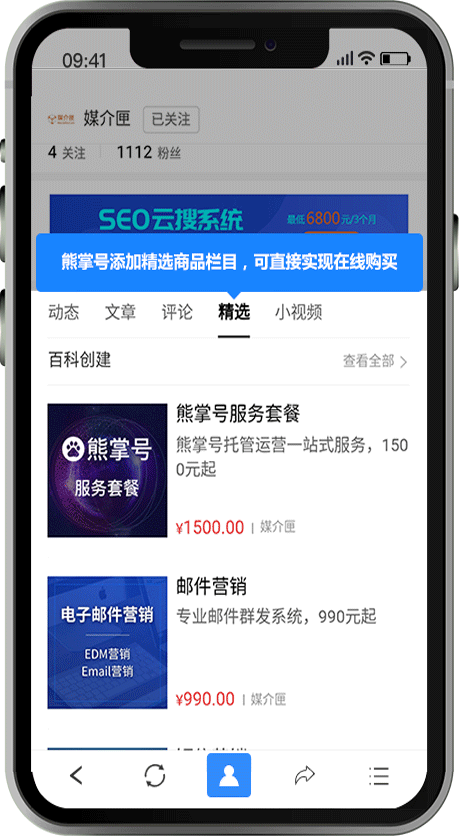 09:41
媒介匣
已关注
4 关注
1112 粉丝
SEO云搜系统
最低6800元/3个月
熊掌号添加精选商品栏目，可直接实现在线购买
动态 文章 评论 精选 小视频
百科创建
查看全部
熊掌号
服务套餐
熊掌号服务套餐
熊掌号托管运营一站式服务，150
0元起
¥1500.00 | 媒介匣
电子邮件营销
EDM营销
Email营销
邮件营销
专业邮件群发系统，990元起
¥990.00 | 媒介匣